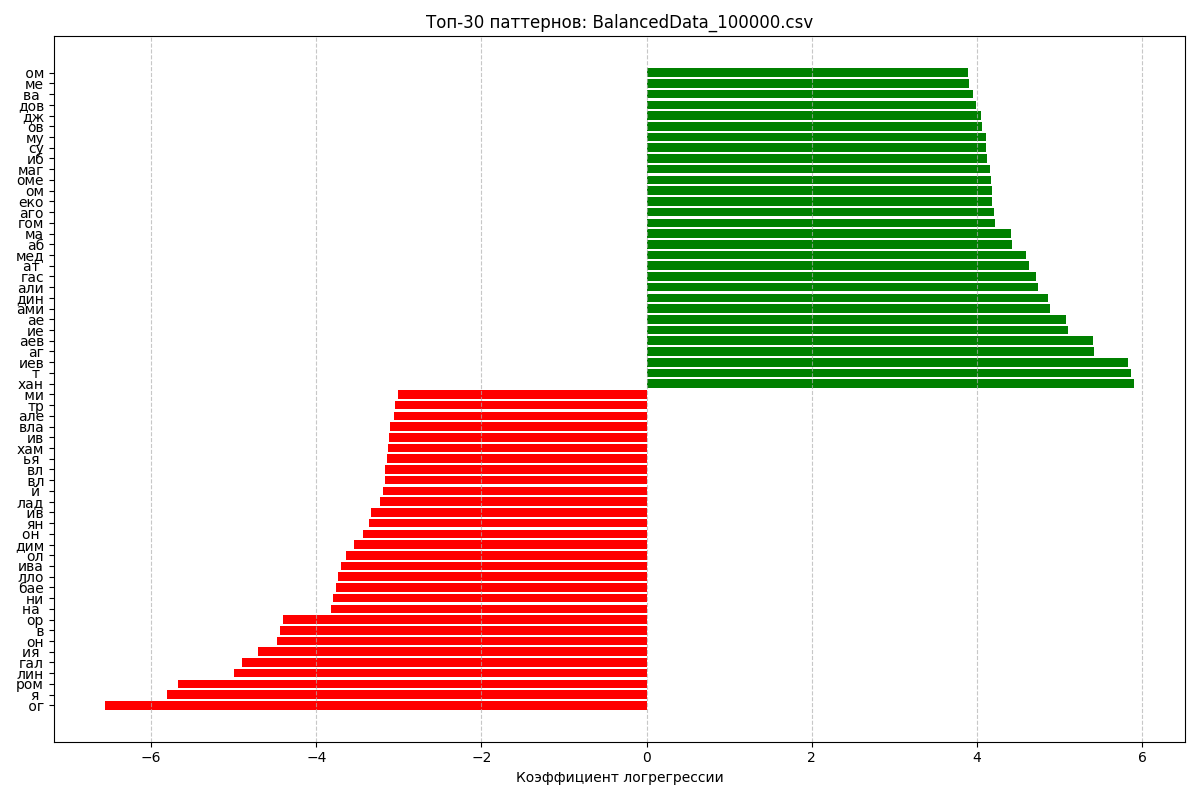 Топ-30 паттернов: BalancedData_100000.csv
ом
ме
ва
дов
дж
ов
му
су
иб
маг
оме
ом
еко
аго
гом
ма
аб
мед
ат
гас
али
дин
ами
ае
ие
аев
аг
иев
т
хан
ми
тр
але
вла
ив
хам
ья
вл
вл
и
лад
ив
ян
он
дим
ол
ива
лло
бае
ни
на
ор
в
он
ия
гал
лин
ром
я
ог
−6 −4 −2 0 2 4 6
Коэффициент логрегрессии